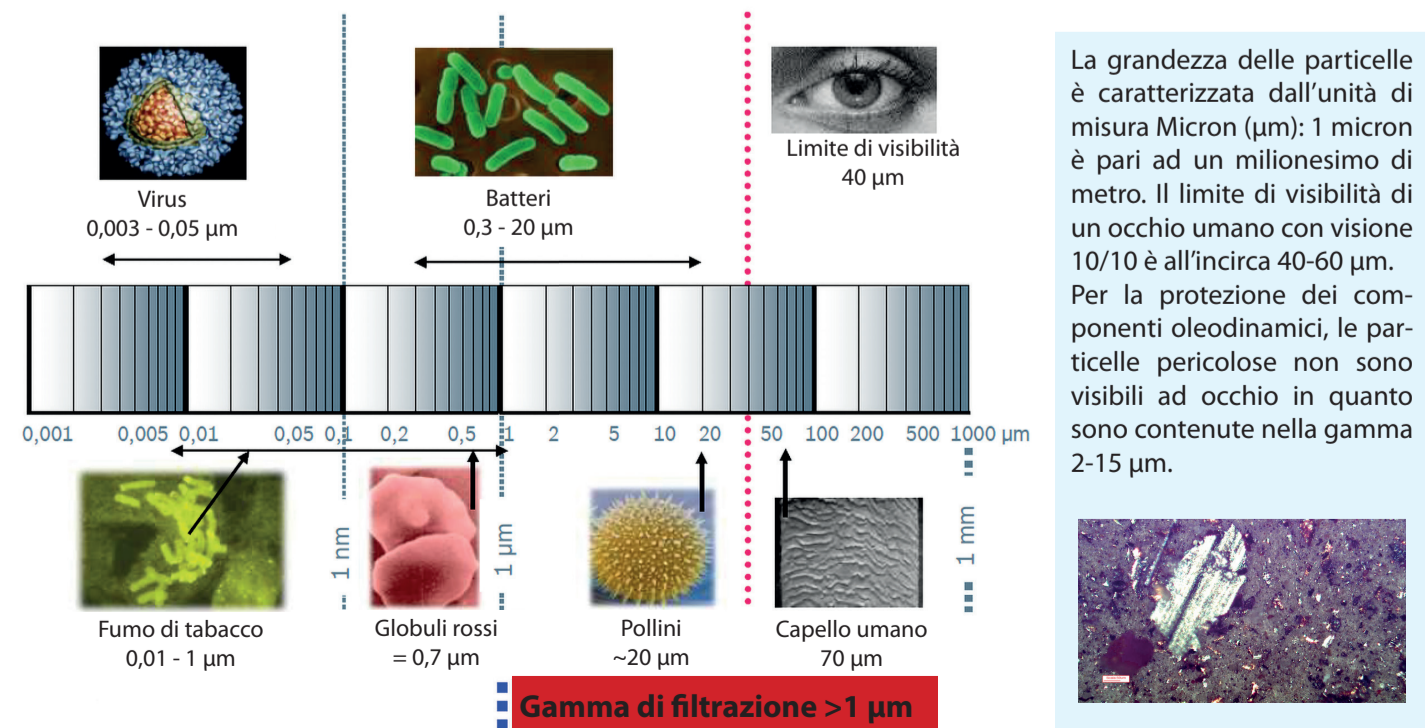 Virus
0,003 - 0,05 µm
Batteri
0,3 - 20 µm
Limite di visibilità
40 µm
0,001 0,005 0,01 0,05 0,1 0,2 0,5 1 2 5 10 20 50 100 200 500 1000 µm
1 nm
1 µm
1 mm
Fumo di tabacco
0,01 - 1 µm
Globuli rossi
= 0,7 µm
Pollini
~20 µm
Capello umano
70 µm
Gamma di filtrazione >1 µm
La grandezza delle particelle
è caratterizzata dall’unità di
misura Micron (µm): 1 micron
è pari ad un milionesimo di
metro. Il limite di visibilità di
un occhio umano con visione
10/10 è all’incirca 40-60 µm.
Per la protezione dei com-
ponenti oleodinamici, le par-
ticelle pericolose non sono
visibili ad occhio in quanto
sono contenute nella gamma
2-15 µm.